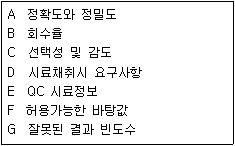 A 정확도와 정밀도
B 회수율
C 선택성 및 감도
D 시료채취시 요구사항
E QC 시료정보
F 허용가능한 바탕값
G 잘못된 결과 빈도수